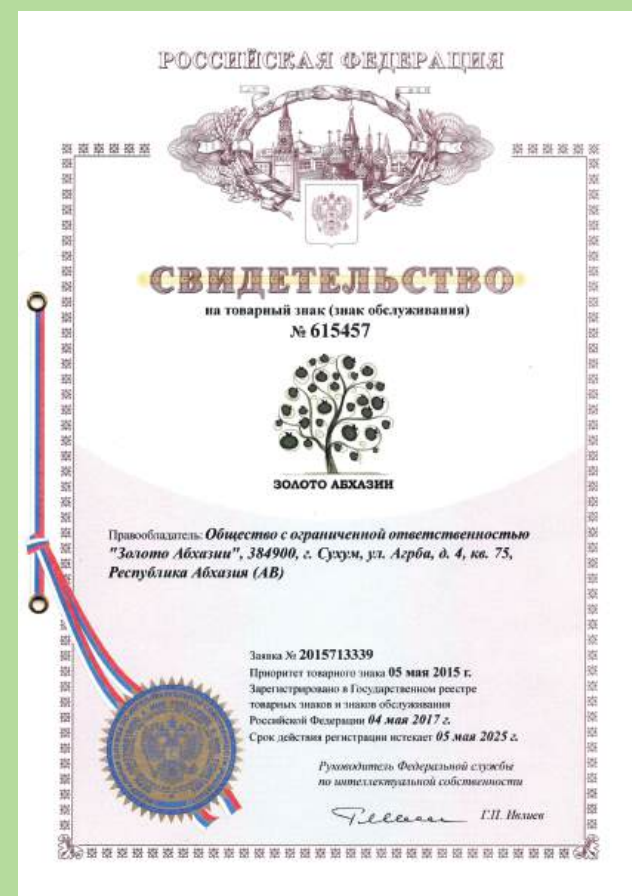 РОССИЙСКАЯ ФЕДЕРАЦИЯ
СВИДЕТЕЛЬСТВО
на товарный знак (знак обслуживания)
№ 615457
ЗОЛОТО АБХАЗИИ
Правообладатель: Общество с ограниченной ответственностью
"Золото Абхазии", 384900, г. Сухум, ул. Агрба, д. 4, кв. 75,
Республика Абхазия (АВ)
Заявка № 2015713339
Приоритет товарного знака 05 мая 2015 г.
Зарегистрировано в Государственном реестре
товарных знаков и знаков обслуживания
Российской Федерации 04 мая 2017 г.
Срок действия регистрации истекает 05 мая 2025 г.
Руководитель Федеральной службы
по интеллектуальной собственности
Г.П. Ивлиев